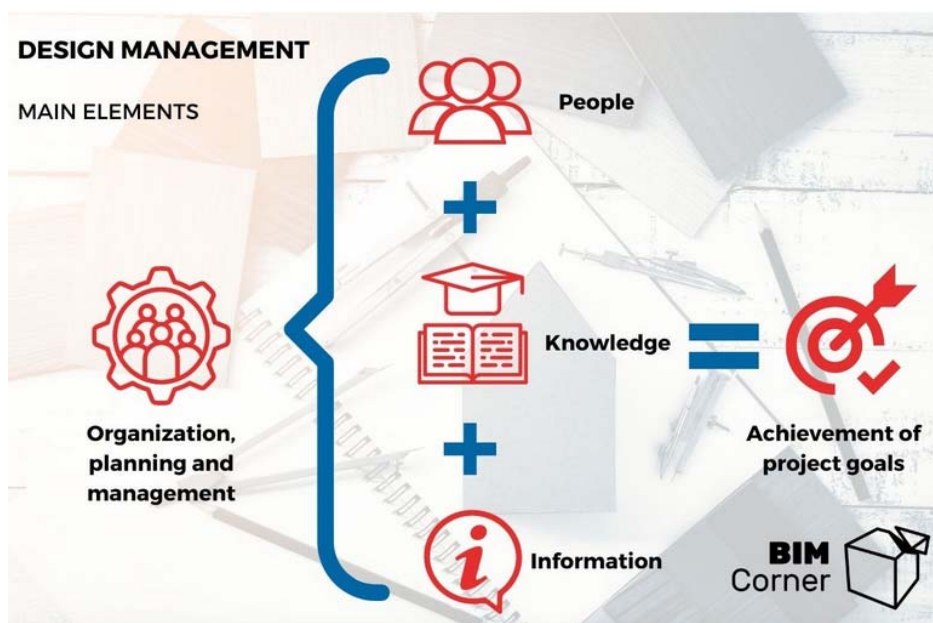 DESIGN MANAGEMENT
MAIN ELEMENTS
People
+
Knowledge
=
+
Information
Organization,
planning and
management
Achievement of
project goals
BIM
Corner